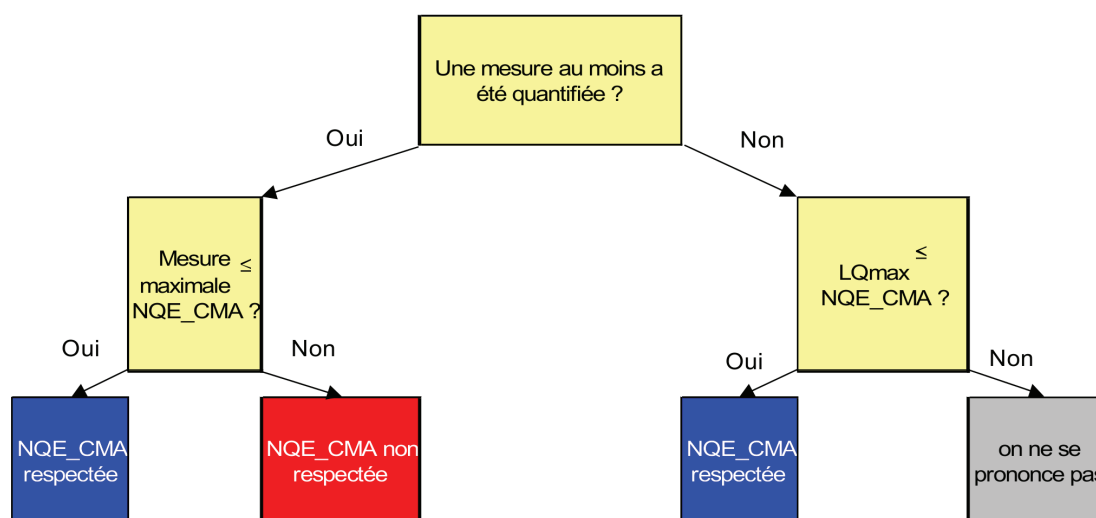 Une mesure au moins a
été quantifiée ?
Oui
Non
Mesure ≤
maximale
NQE_CMA ?
≤
LQmax
NQE_CMA ?
Oui
Non
Oui
Non
NQE_CMA
respectée
NQE_CMA non
respectée
NQE_CMA
respectée
on ne se
prononce pas